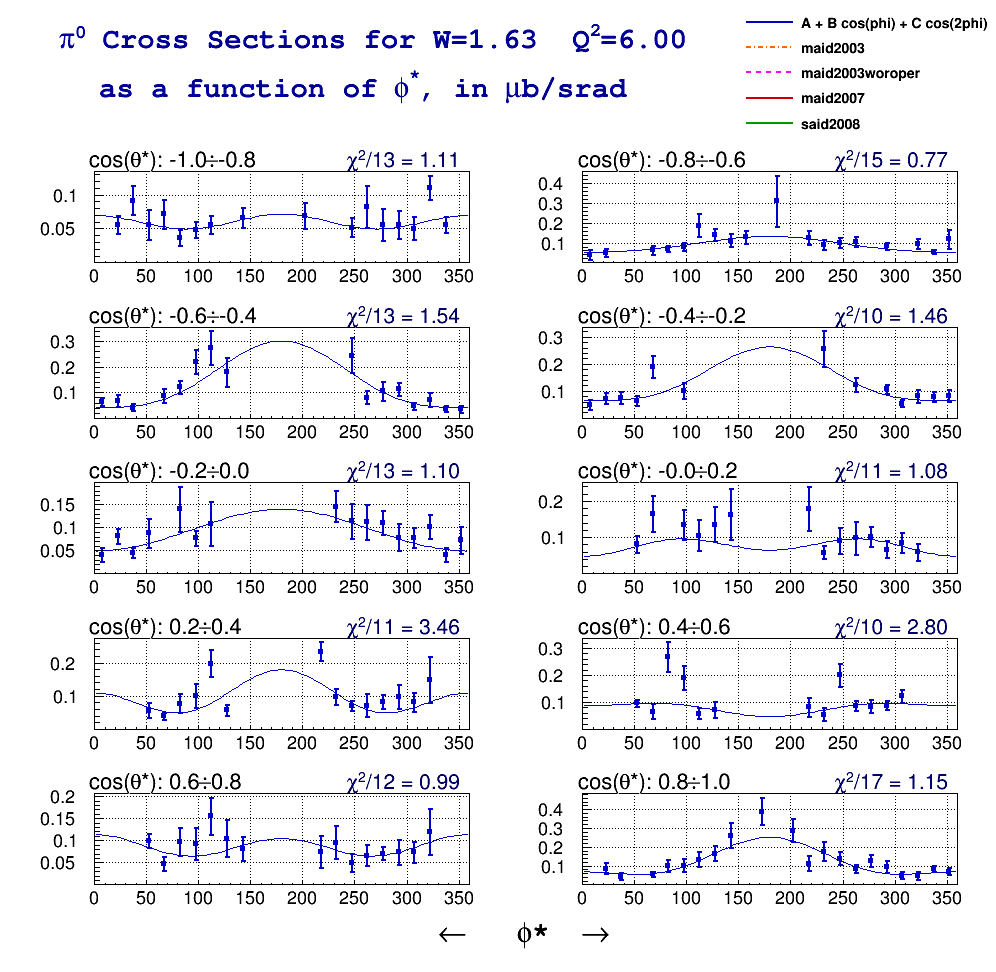 π⁰ Cross Sections for W=1.63 Q²=6.00
as a function of ϕ*, in μb/srad
A + B cos(phi) + C cos(2phi)
maid2003
maid2003woroper
maid2007
said2008
cos(θ*): -1.0÷-0.8 χ²/13 = 1.11
0.1
0.05
0 50 100 150 200 250 300 350
cos(θ*): -0.8÷-0.6 χ²/15 = 0.77
0.4
0.3
0.2
0.1
0 50 100 150 200 250 300 350
cos(θ*): -0.6÷-0.4 χ²/13 = 1.54
0.3
0.2
0.1
0 50 100 150 200 250 300 350
cos(θ*): -0.4÷-0.2 χ²/10 = 1.46
0.3
0.2
0.1
0 50 100 150 200 250 300 350
cos(θ*): -0.2÷0.0 χ²/13 = 1.10
0.15
0.1
0.05
0 50 100 150 200 250 300 350
cos(θ*): -0.0÷0.2 χ²/11 = 1.08
0.2
0.1
0 50 100 150 200 250 300 350
cos(θ*): 0.2÷0.4 χ²/11 = 3.46
0.2
0.1
0 50 100 150 200 250 300 350
cos(θ*): 0.4÷0.6 χ²/10 = 2.80
0.3
0.2
0.1
0 50 100 150 200 250 300 350
cos(θ*): 0.6÷0.8 χ²/12 = 0.99
0.2
0.15
0.1
0.05
0 50 100 150 200 250 300 350
cos(θ*): 0.8÷1.0 χ²/17 = 1.15
0.4
0.3
0.2
0.1
0 50 100 150 200 250 300 350
← ϕ* →